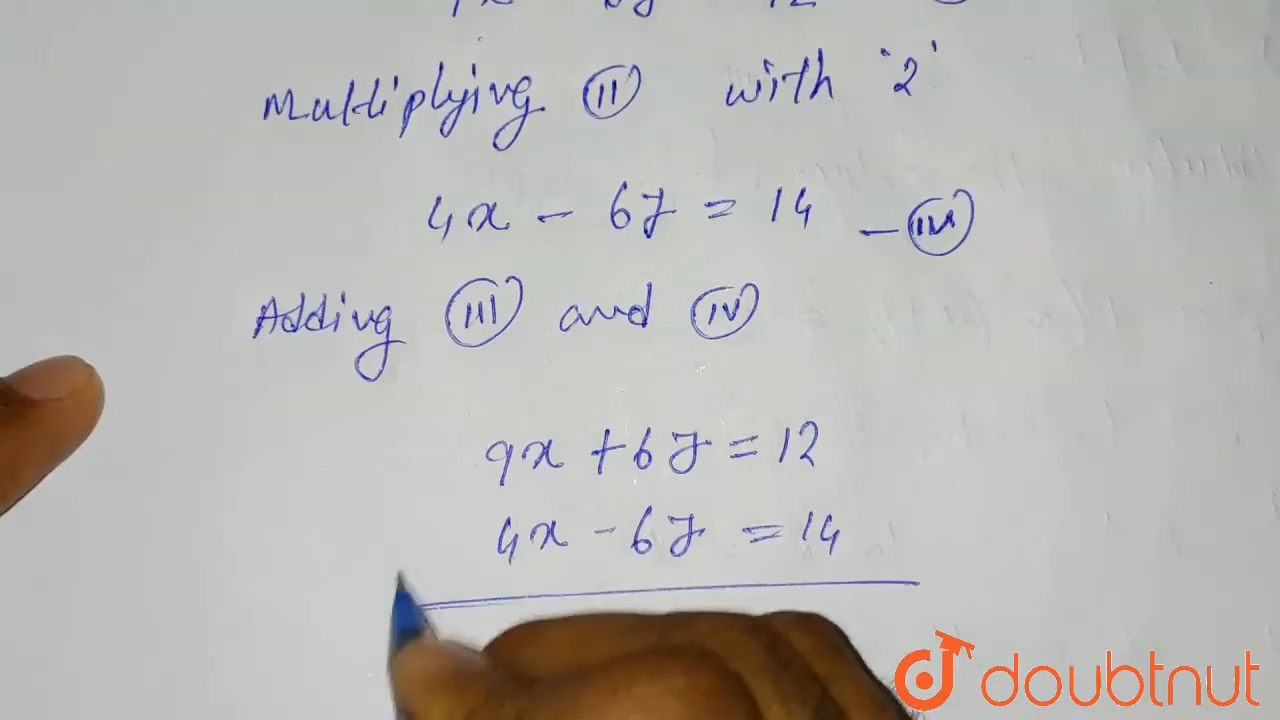 Multiplying (II) with '2'
4x - 6y = 14 - (IV)
Adding (III) and (IV)
9x + 6y = 12
4x - 6y = 14
doubtnut